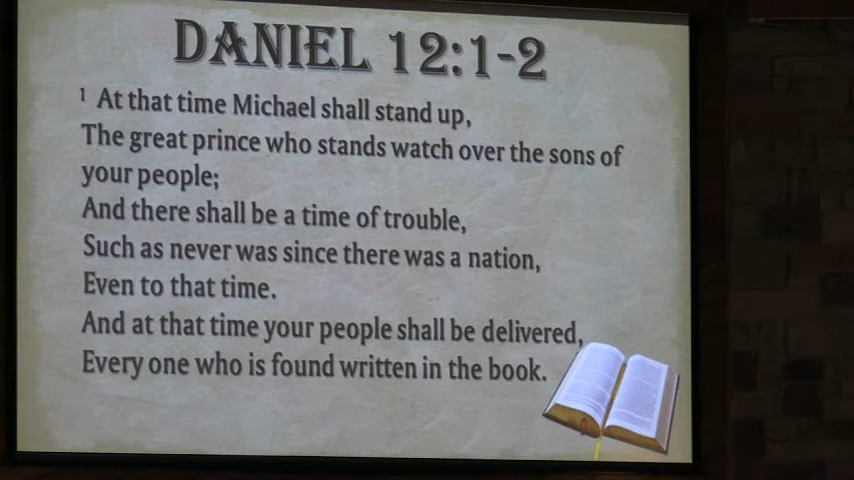 DANIEL 12:1-2
1 At that time Michael shall stand up,
The great prince who stands watch over the sons of
your people;
And there shall be a time of trouble,
Such as never was since there was a nation,
Even to that time.
And at that time your people shall be delivered,
Every one who is found written in the book.